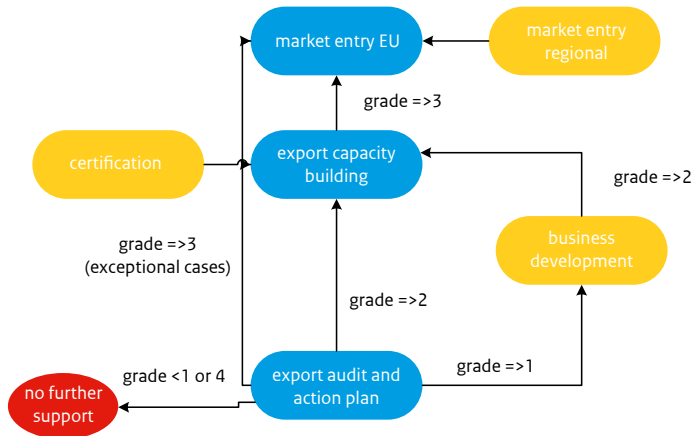 market entry EU
market entry
regional
grade =>3
certification
export capacity
building
grade =>2
grade =>3
(exceptional cases)
business
development
grade =>2
grade =>1
grade <1 or 4
export audit and
action plan
no further
support